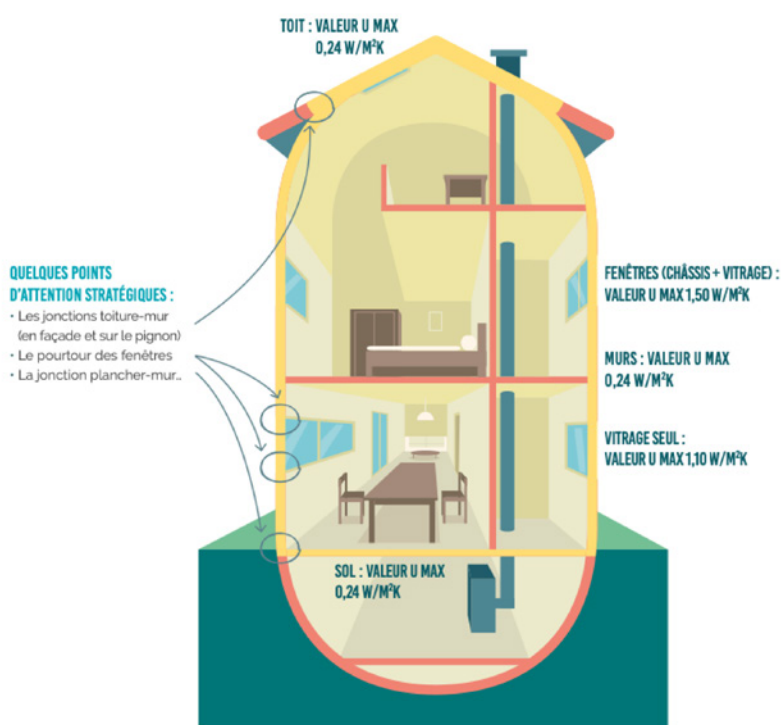 TOIT : VALEUR U MAX
0,24 W/M²K
QUELQUES POINTS
D'ATTENTION STRATÉGIQUES :
• Les jonctions toiture-mur
(en façade et sur le pignon)
• Le pourtour des fenêtres
• La jonction plancher-mur...
FENÊTRES (CHÂSSIS + VITRAGE) :
VALEUR U MAX 1,50 W/M²K
MURS : VALEUR U MAX
0,24 W/M²K
VITRAGE SEUL :
VALEUR U MAX 1,10 W/M²K
SOL : VALEUR U MAX
0,24 W/M²K